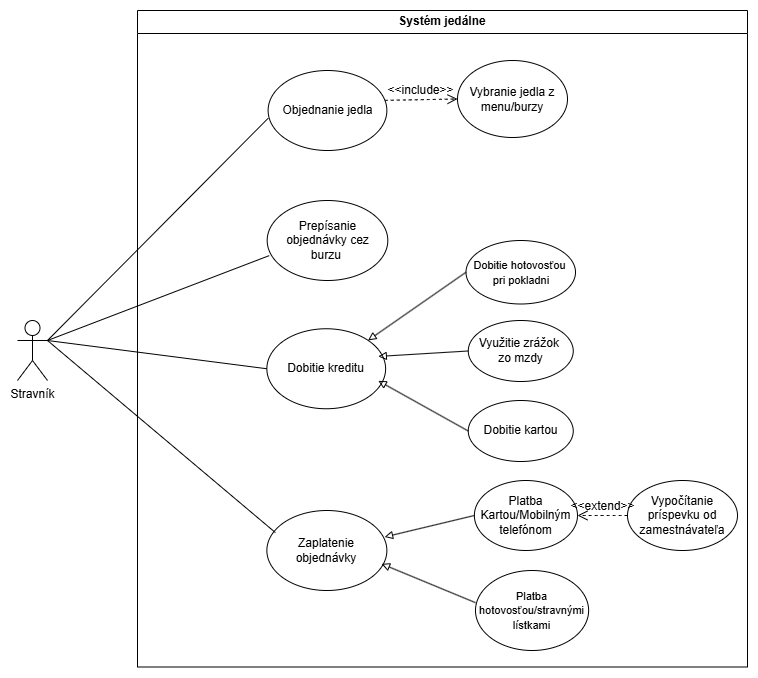 Systém jedálne
Objednanie jedla
<<include>>
Vybranie jedla z
menu/burzy
Prepísanie
objednávky cez
burzu
Dobitie hotovosťou
pri pokladni
Využitie zrážok
zo mzdy
Dobitie kreditu
Stravník
Dobitie kartou
Platba
Kartou/Mobilným
telefónom
<<extend>>
Vypočítanie
príspevku od
zamestnávateľa
Zaplatenie
objednávky
Platba
hotovosťou/stravnými
lístkami